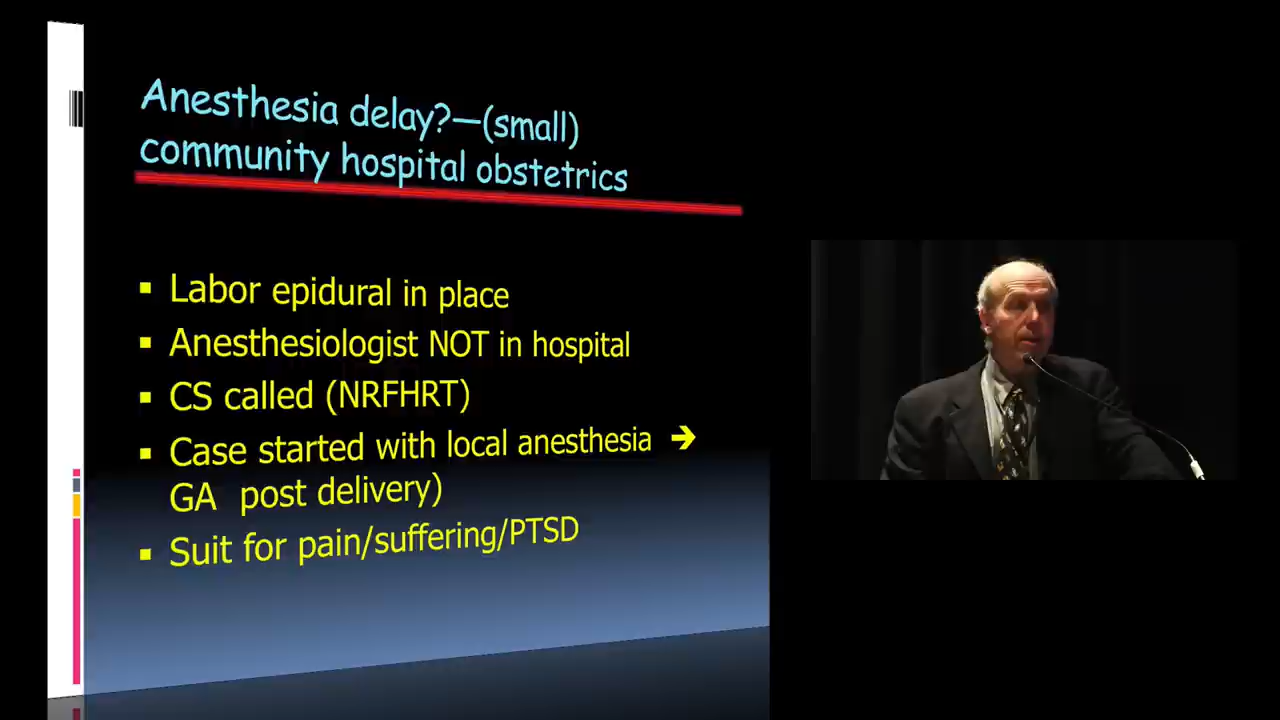 Anesthesia delay?—(small)
community hospital obstetrics
▪ Labor epidural in place
▪ Anesthesiologist NOT in hospital
▪ CS called (NRFHRT)
▪ Case started with local anesthesia ➔
GA post delivery)
▪ Suit for pain/suffering/PTSD